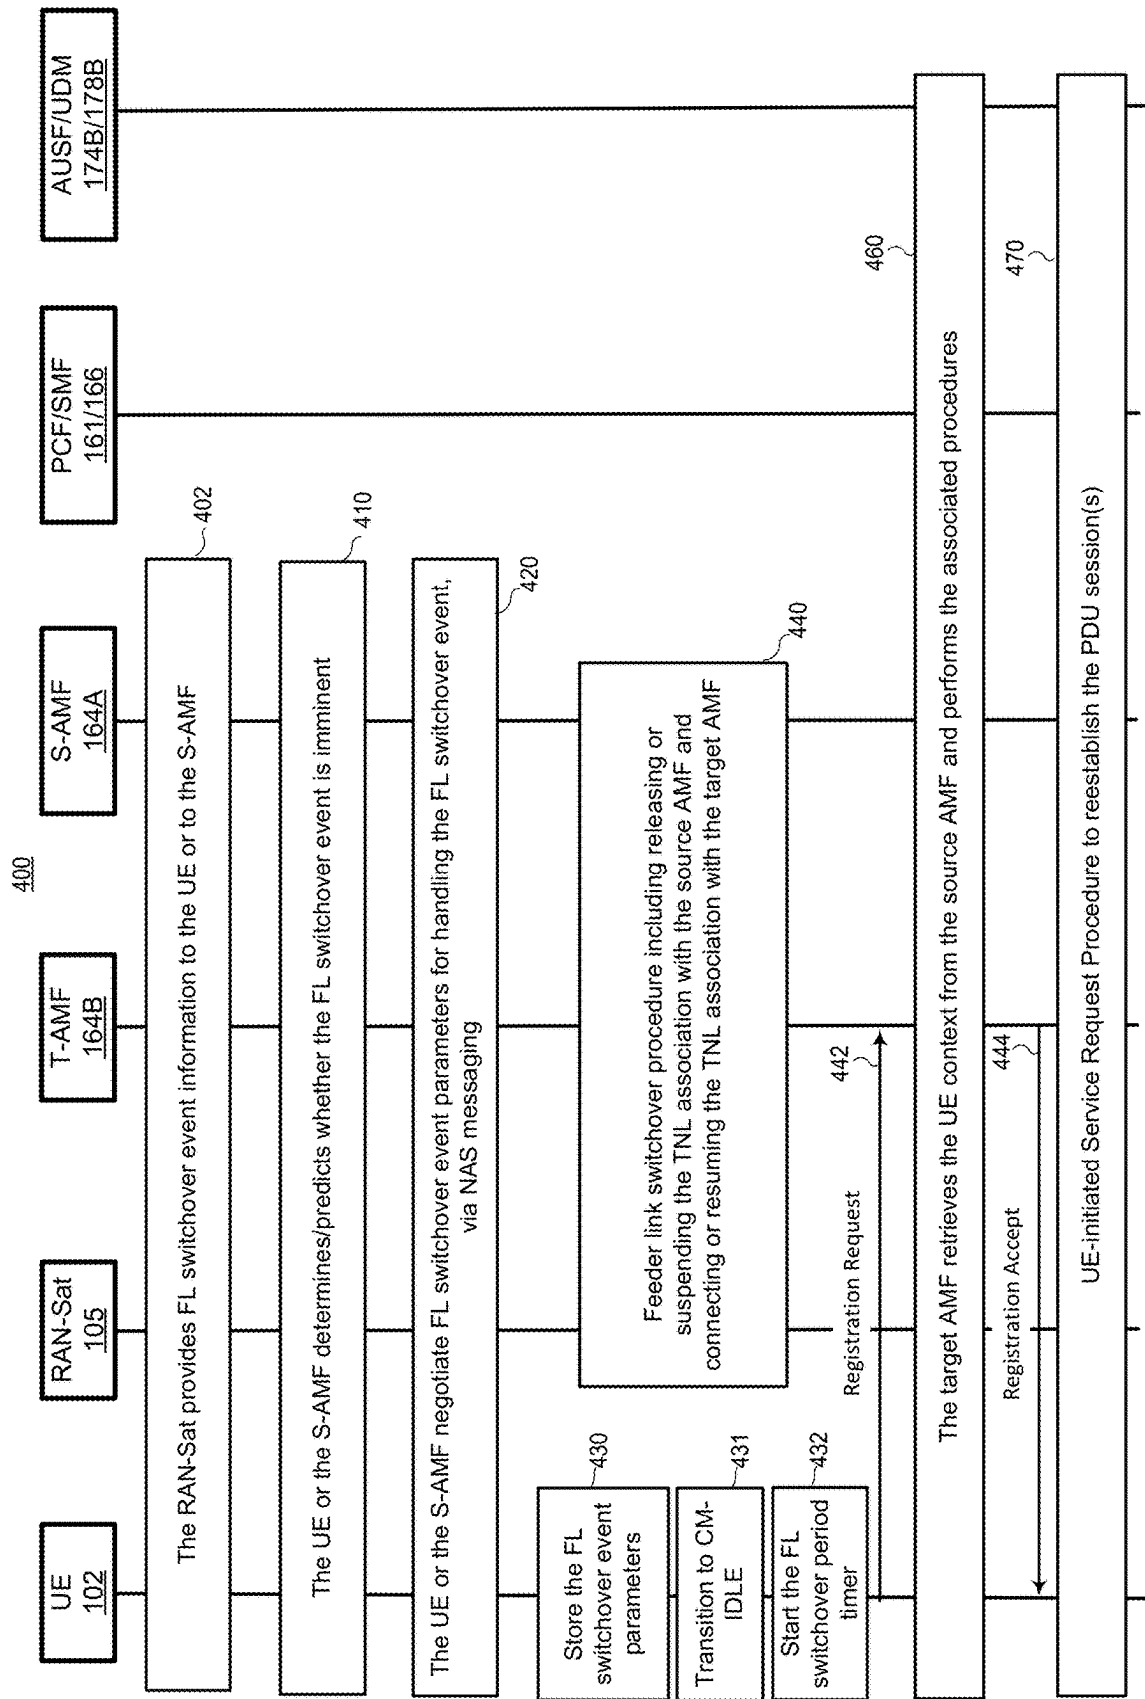 400
UE
102
RAN-Sat
105
T-AMF
164B
S-AMF
164A
PCF/SMF
161/166
AUSF/UDM
174B/178B
The RAN-Sat provides FL switchover event information to the UE or to the S-AMF
402
The UE or the S-AMF determines/predicts whether the FL switchover event is imminent
410
The UE or the S-AMF negotiate FL switchover event parameters for handling the FL switchover event,
via NAS messaging
420
Store the FL
switchover event
parameters
430
Transition to CM-
IDLE
431
Start the FL
switchover period
timer
432
Feeder link switchover procedure including releasing or
suspending the TNL association with the source AMF and
connecting or resuming the TNL association with the target AMF
440
Registration Request
442
The target AMF retrieves the UE context from the source AMF and performs the associated procedures
460
Registration Accept
444
UE-initiated Service Request Procedure to reestablish the PDU session(s)
470